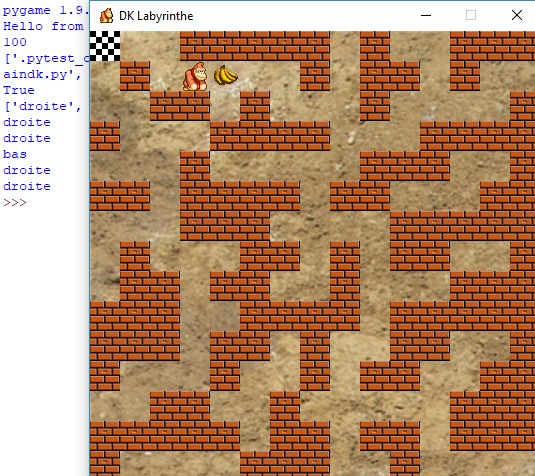 pygame 1.9.
DK Labyrinthe
Hello from
100
['.pytest_c
aindk.py',
True
['droite',
droite
droite
bas
droite
droite
>>>